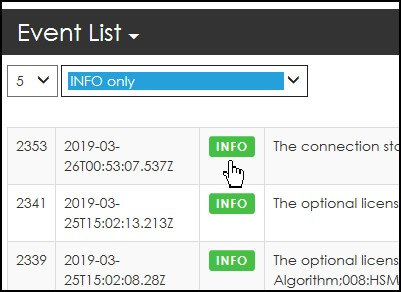 Event List
5 INFO only
2353 2019-03-26T00:53:07.537Z INFO The connection sta
2341 2019-03-25T15:02:13.213Z INFO The optional licens
2339 2019-03-25T15:02:08.28Z INFO The optional licens
Algorithm;008:HSM